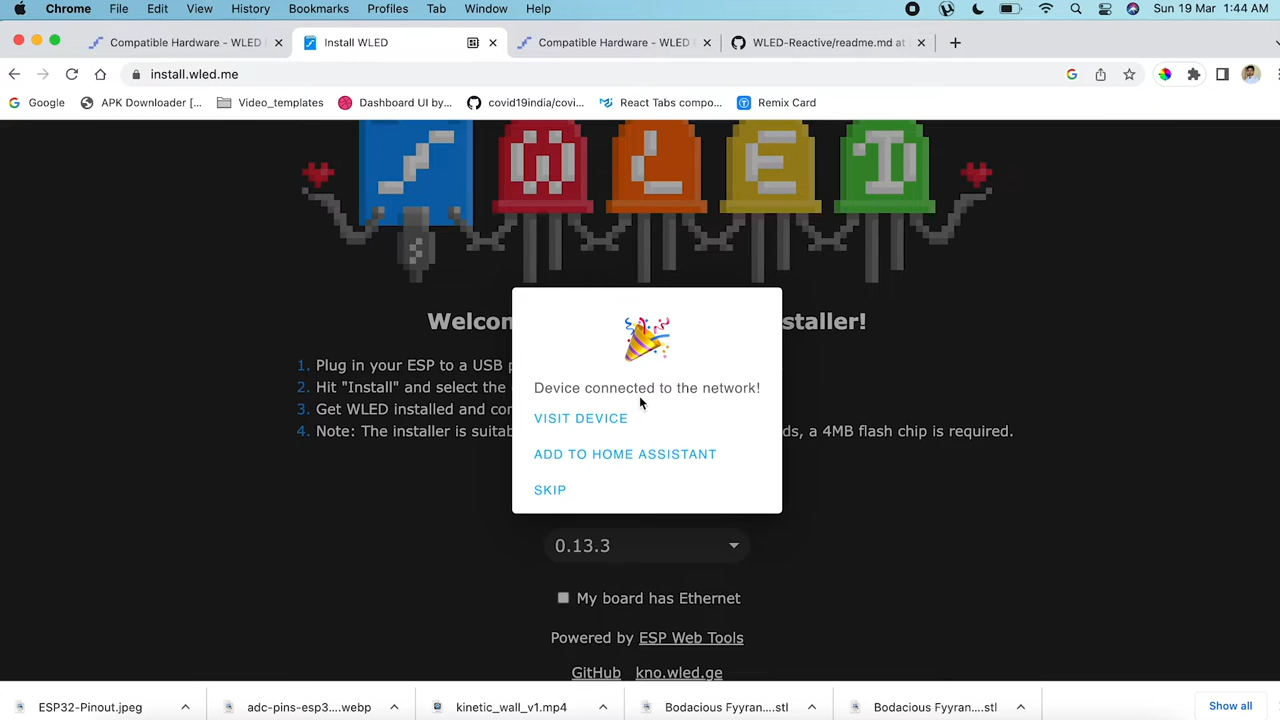 Chrome File Edit View History Bookmarks Profiles Tab Window Help Sun 19 Mar 1:44 AM
Compatible Hardware - WLED Install WLED Compatible Hardware - WLED WLED-Reactive/readme.md at
install.wled.me
Google APK Downloader [... Video_templates Dashboard UI by... covid19india/covi... React Tabs compo... Remix Card
W L E D
Welcom staller!
1. Plug in your ESP to a USB p
2. Hit "Install" and select the
3. Get WLED installed and con
4. Note: The installer is suitab ds, a 4MB flash chip is required.
Device connected to the network!
VISIT DEVICE
ADD TO HOME ASSISTANT
SKIP
0.13.3
My board has Ethernet
Powered by ESP Web Tools
GitHub kno.wled.ge
ESP32-Pinout.jpeg adc-pins-esp3....webp kinetic_wall_v1.mp4 Bodacious Fyyran....stl Bodacious Fyyran....stl Show all